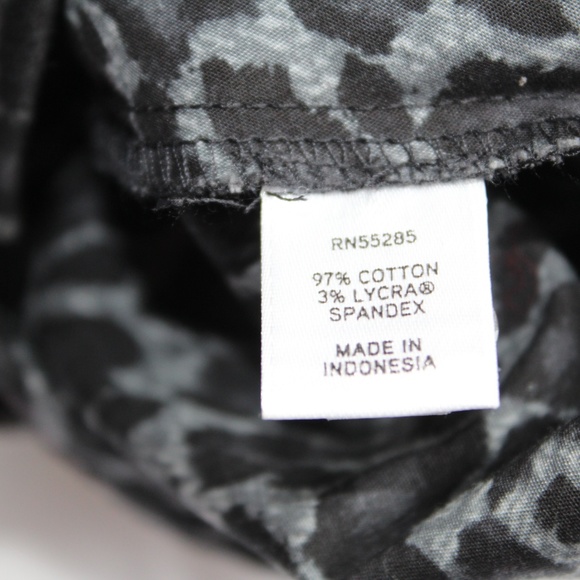 RN55285
97% COTTON
3% LYCRA®
SPANDEX
MADE IN
INDONESIA